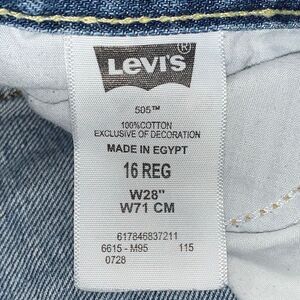 LEVI'S®
505™
100%COTTON
EXCLUSIVE OF DECORATION
MADE IN EGYPT
16 REG
W28"
W71 CM
617846837211
6615 - M95 115
0728